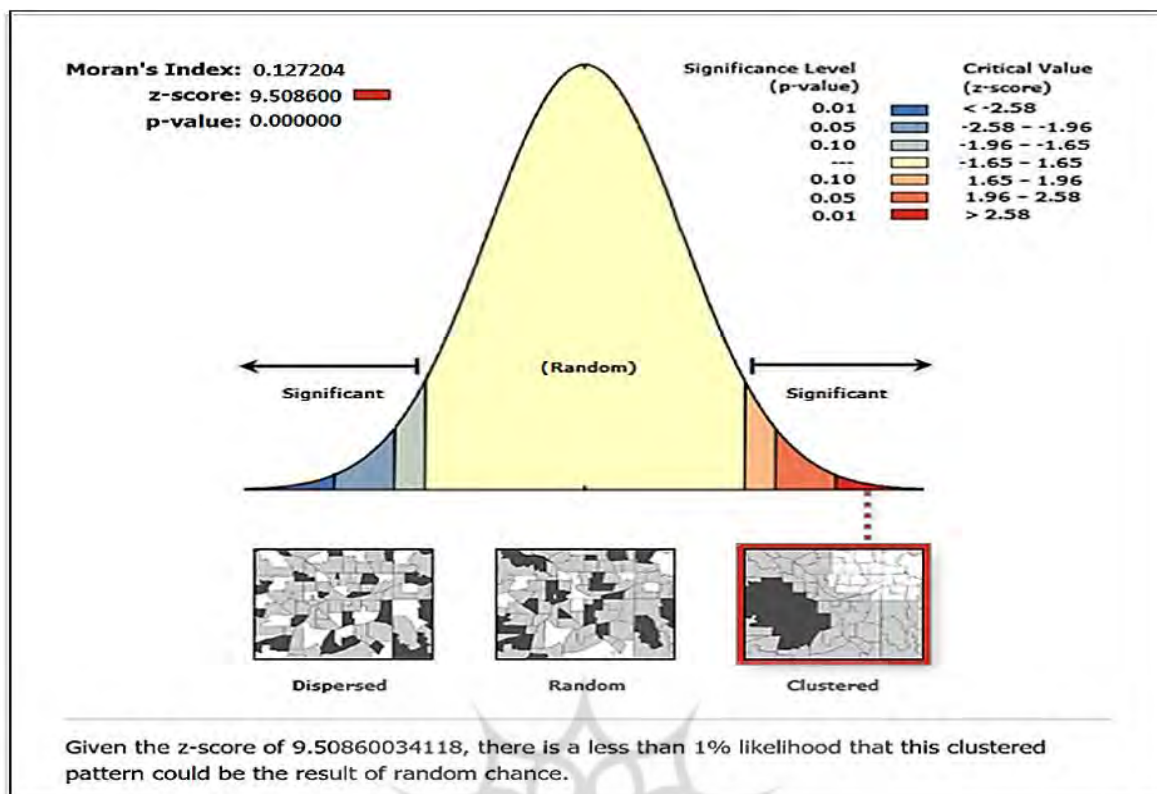 Moran's Index: 0.127204
z-score: 9.508600
p-value: 0.000000
Significance Level
(p-value)
Critical Value
(z-score)
0.01 < -2.58
0.05 -2.58 – -1.96
0.10 -1.96 – -1.65
--- -1.65 – 1.65
0.10 1.65 – 1.96
0.05 1.96 – 2.58
0.01 > 2.58
(Random)
Significant
Significant
Dispersed
Random
Clustered
Given the z-score of 9.50860034118, there is a less than 1% likelihood that this clustered
pattern could be the result of random chance.